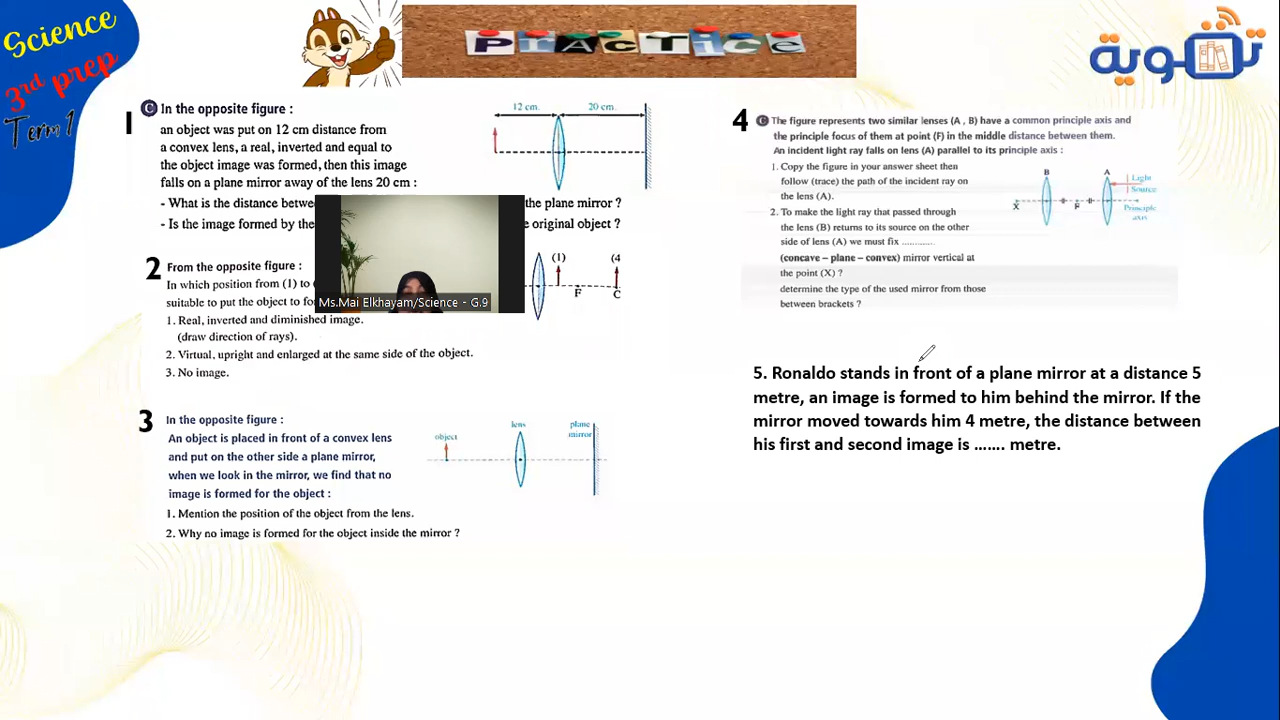 Science
3rd prep
Term 1
PrAcTice
تقوية
1
C In the opposite figure :
12 cm. 20 cm.
an object was put on 12 cm distance from
a convex lens, a real, inverted and equal to
the object image was formed, then this image
falls on a plane mirror away of the lens 20 cm :
- What is the distance betwe the plane mirror ?
- Is the image formed by the original object ?
2 From the opposite figure :
In which position from (1) to
suitable to put the object to fo
1. Real, inverted and diminished image.
(draw direction of rays).
2. Virtual, upright and enlarged at the same side of the object.
3. No image.
(1) (4
F C
Ms.Mai Elkhayam/Science - G.9
3 In the opposite figure :
An object is placed in front of a convex lens
and put on the other side a plane mirror,
when we look in the mirror, we find that no
image is formed for the object :
1. Mention the position of the object from the lens.
2. Why no image is formed for the object inside the mirror ?
object lens plane
mirror
4 C The figure represents two similar lenses (A , B) have a common principle axis and
the principle focus of them at point (F) in the middle distance between them.
An incident light ray falls on lens (A) parallel to its principle axis :
1. Copy the figure in your answer sheet then
follow (trace) the path of the incident ray on
the lens (A).
2. To make the light ray that passed through
the lens (B) returns to its source on the other
side of lens (A) we must fix ............
(concave – plane – convex) mirror vertical at
the point (X) ?
determine the type of the used mirror from those
between brackets ?
B A Light
Source
X F Principle
axis
5. Ronaldo stands in front of a plane mirror at a distance 5
metre, an image is formed to him behind the mirror. If the
mirror moved towards him 4 metre, the distance between
his first and second image is ……. metre.